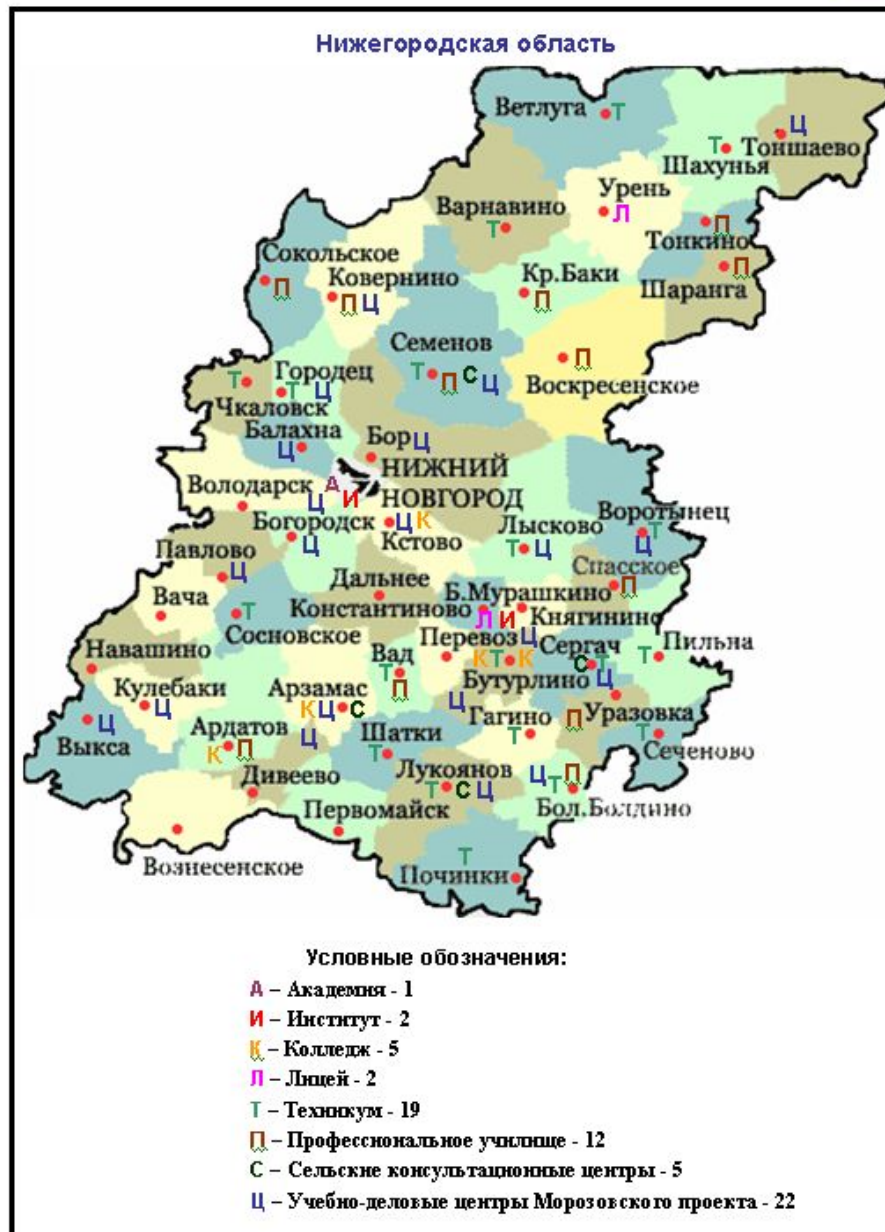 Нижегородская область
Ветлуга Т
Ц
Т Тоншаево
Шахунья
Урень
Варнавино
Л
Т
П
Тонкино
Сокольское
П
Ковернино
Кр.Баки
Шаранга
П
П Ц
П
Семенов
П
Т П С Ц
Воскресенское
Городец
Т Т Ц
Чкаловск
Балахна
Ц
Бор Ц
НИЖНИЙ
НОВГОРОД
Володарск
Ц А И
Богородск
Ц К
Кстово
Ц
Лысково
Т Ц
Воротынец
Т
Ц
Павлово
Ц
Спасское
П
Дальнее
Константиново
Б.Мурашкино
Л И
Княгинино
Вача
Т
Сосновское
Перевоз Ц
Сергач
Пильна
Т
К Т К
С Т
Ц
Бутурлино
Навашино
Вад
Т
П
Кулебаки
Ц
Арзамас
К Ц С
Ц
Гагино
Т
П
Уразовка
Ц
Выкса
Ардатов
К П
Ц
Шатки
Т
Т
Сеченово
Дивеево
Лукоянов
Т С Ц
Ц Т П
Бол.Болдино
Первомайск
Вознесенское
Т
Починки
Условные обозначения:
А – Академия - 1
И – Институт - 2
К – Колледж - 5
Л – Лицей - 2
Т – Техникум - 19
П – Профессиональное училище - 12
С – Сельские консультационные центры - 5
Ц – Учебно-деловые центры Морозовского проекта - 22